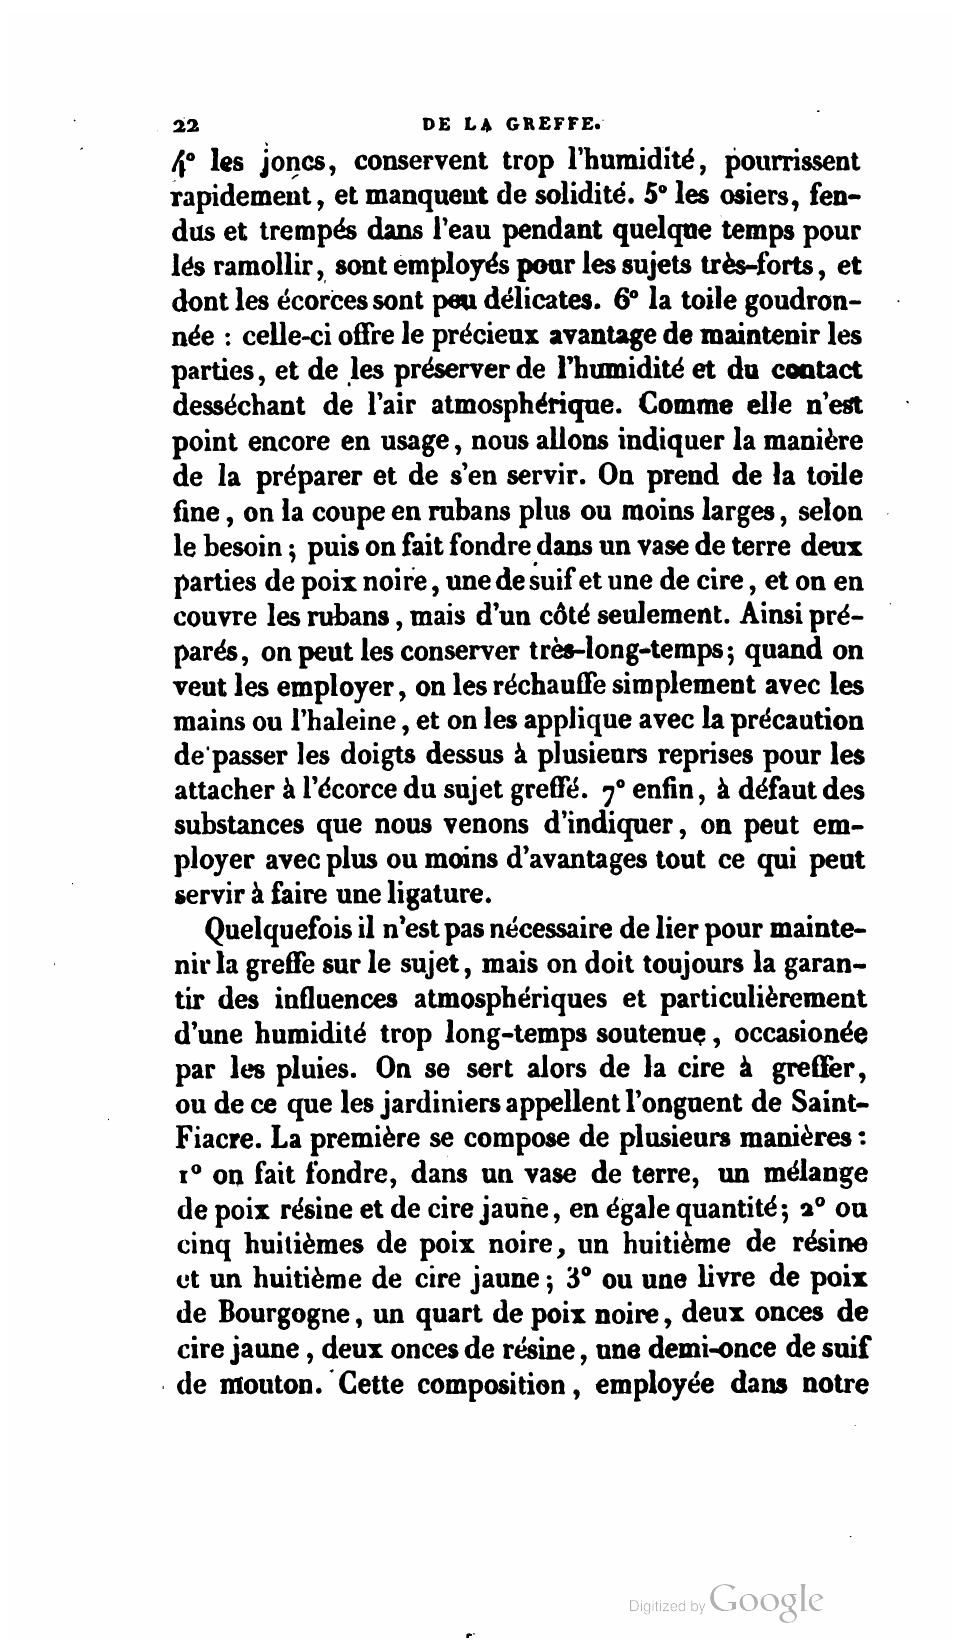 22 DE LA GREFFE.
4° les joncs, conservent trop l'humidité, pourrissent
rapidement, et manquent de solidité. 5° les osiers, fen-
dus et trempés dans l'eau pendant quelque temps pour
lés ramollir, sont employés pour les sujets très-forts, et
dont les écorces sont peu délicates. 6° la toile goudron-
née : celle-ci offre le précieux avantage de maintenir les
parties, et de les préserver de l'humidité et du contact
desséchant de l'air atmosphérique. Comme elle n'est
point encore en usage, nous allons indiquer la manière
de la préparer et de s'en servir. On prend de la toile
fine, on la coupe en rubans plus ou moins larges, selon
le besoin ; puis on fait fondre dans un vase de terre deux
parties de poix noire, une de suif et une de cire, et on en
couvre les rubans, mais d'un côté seulement. Ainsi pré-
parés, on peut les conserver très-long-temps; quand on
veut les employer, on les réchauffe simplement avec les
mains ou l'haleine, et on les applique avec la précaution
de passer les doigts dessus à plusieurs reprises pour les
attacher à l'écorce du sujet greffé. 7° enfin, à défaut des
substances que nous venons d'indiquer, on peut em-
ployer avec plus ou moins d'avantages tout ce qui peut
servir à faire une ligature.
Quelquefois il n'est pas nécessaire de lier pour mainte-
nir la greffe sur le sujet, mais on doit toujours la garan-
tir des influences atmosphériques et particulièrement
d'une humidité trop long-temps soutenue, occasionée
par les pluies. On se sert alors de la cire à greffer,
ou de ce que les jardiniers appellent l'onguent de Saint-
Fiacre. La première se compose de plusieurs manières :
1° on fait fondre, dans un vase de terre, un mélange
de poix résine et de cire jaune, en égale quantité; 2° ou
cinq huitièmes de poix noire, un huitième de résine
et un huitième de cire jaune; 3° ou une livre de poix
de Bourgogne, un quart de poix noire, deux onces de
cire jaune, deux onces de résine, une demi-once de suif
de mouton. Cette composition, employée dans notre
Digitized by Google